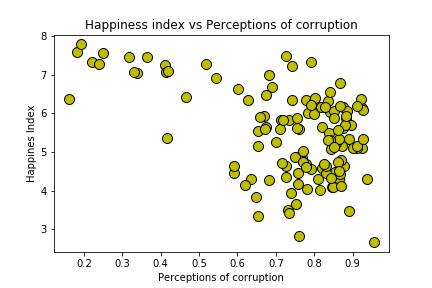 Happiness index vs Perceptions of corruption
8
7
6
5
4
3
Happines Index
0.2 0.3 0.4 0.5 0.6 0.7 0.8 0.9
Perceptions of corruption